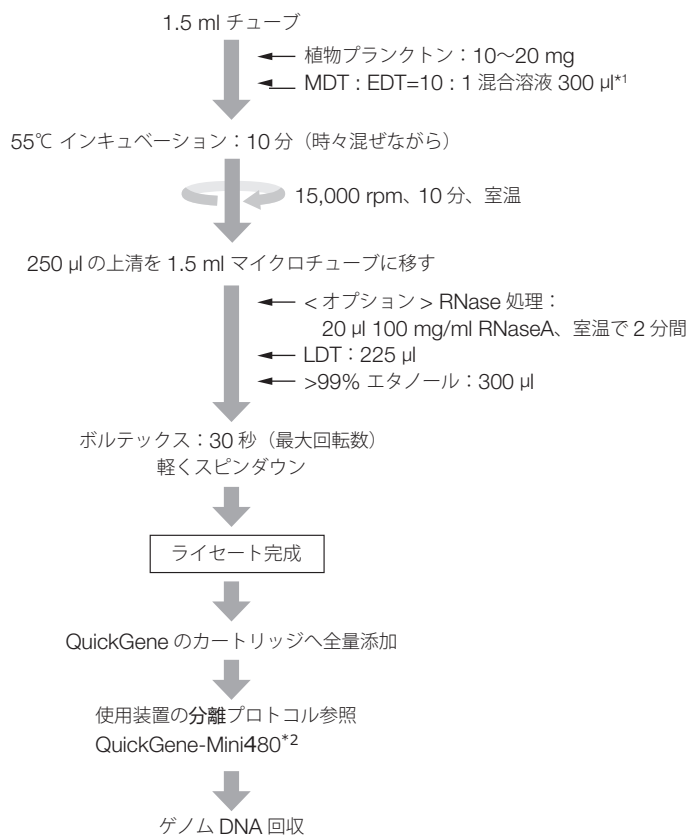 1.5 ml チューブ
植物プランクトン：10～20 mg
MDT : EDT=10 : 1 混合溶液 300 µl*1
55℃ インキュベーション：10 分（時々混ぜながら）
15,000 rpm、10 分、室温
250 µl の上清を 1.5 ml マイクロチューブに移す
< オプション > RNase 処理：
20 µl 100 mg/ml RNaseA、室温で 2 分間
LDT：225 µl
>99% エタノール：300 µl
ボルテックス：30 秒（最大回転数）
軽くスピンダウン
ライセート完成
QuickGene のカートリッジへ全量添加
使用装置の分離プロトコル参照
QuickGene-Mini480*2
ゲノム DNA 回収